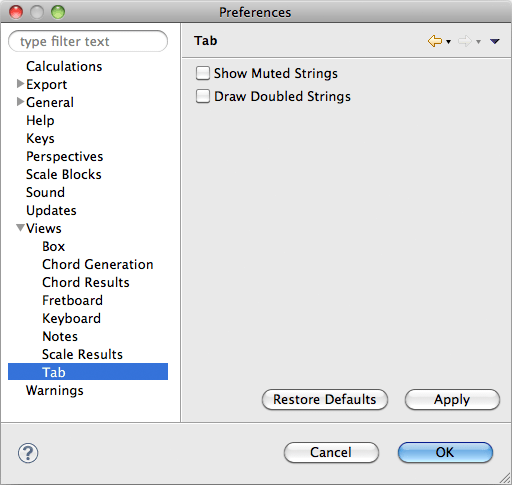 Preferences
type filter text
Calculations
Export
General
Help
Keys
Perspectives
Scale Blocks
Sound
Updates
Views
Box
Chord Generation
Chord Results
Fretboard
Keyboard
Notes
Scale Results
Tab
Warnings
Tab
Show Muted Strings
Draw Doubled Strings
Restore Defaults
Apply
?
Cancel
OK